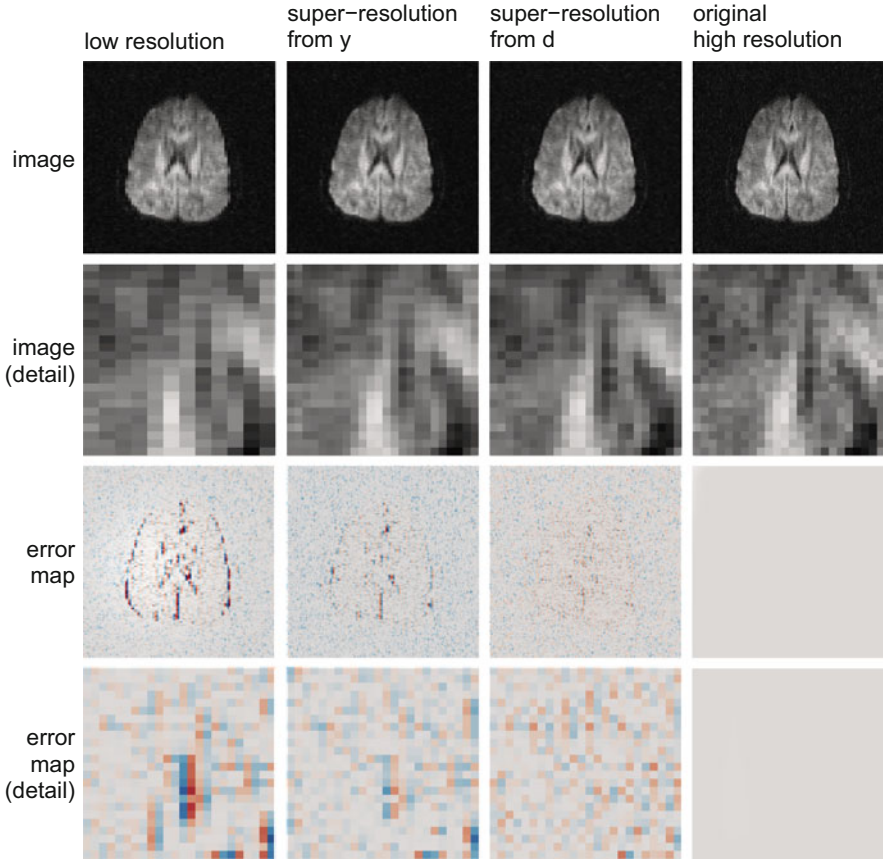 low resolution
super−resolution
from y
super−resolution
from d
original
high resolution
image
image
(detail)
error
map
error
map
(detail)